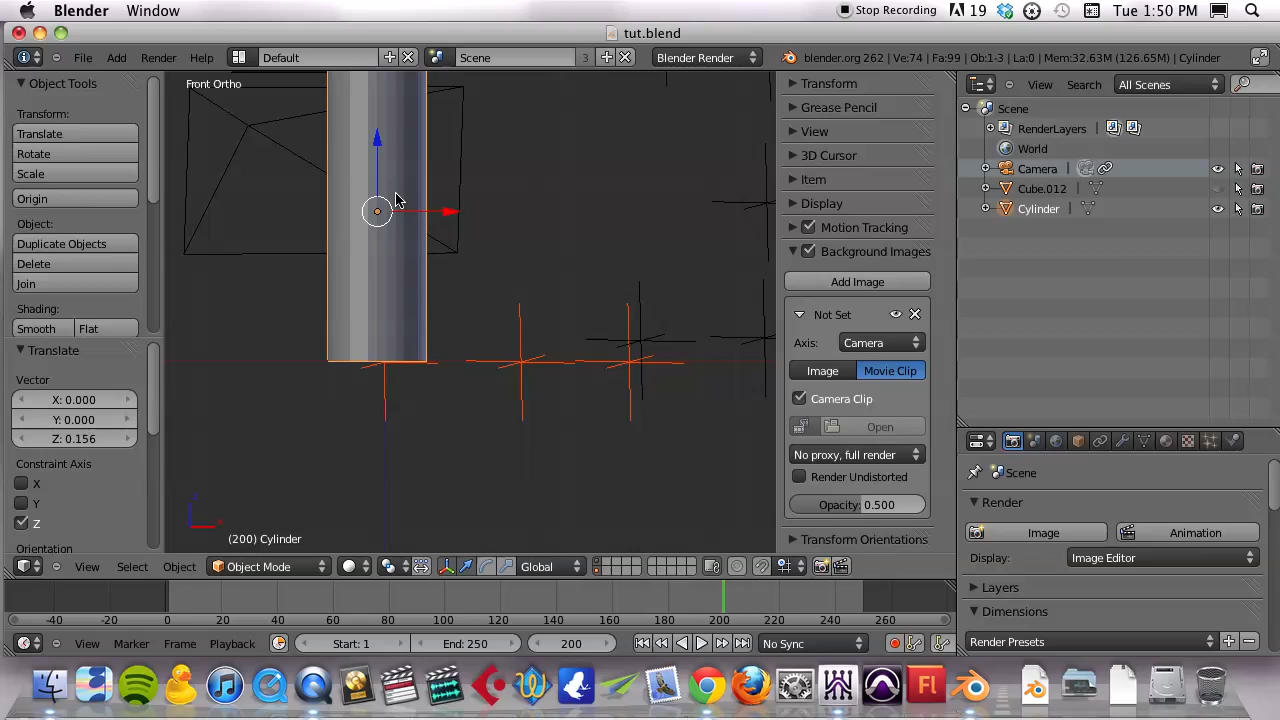 Blender Window Stop Recording 19 Tue 1:50 PM
tut.blend
File Add Render Help Default Scene 3 Blender Render blender.org 262 | Ve:74 | Fa:99 | Ob:1-3 | La:0 | Mem:32.63M (126.65M) | Cylinder
Object Tools
Transform:
Translate
Rotate
Scale
Origin
Object:
Duplicate Objects
Delete
Join
Shading:
Smooth Flat
Translate
Vector
X: 0.000
Y: 0.000
Z: 0.156
Constraint Axis
X
Y
Z
Orientation
Front Ortho
(200) Cylinder
Transform
Grease Pencil
View
3D Cursor
Item
Display
Motion Tracking
Background Images
Add Image
Not Set
Axis: Camera
Image Movie Clip
Camera Clip
Open
No proxy, full render
Render Undistorted
Opacity: 0.500
Transform Orientations
View Search All Scenes
Scene
RenderLayers
World
Camera
Cube.012
Cylinder
Scene
Render
Image Animation
Display: Image Editor
Layers
Dimensions
Render Presets
View Select Object Object Mode Global
-40 -20 0 20 40 60 80 100 120 140 160 180 200 220 240 260
View Marker Frame Playback Start: 1 End: 250 200 No Sync
Fl